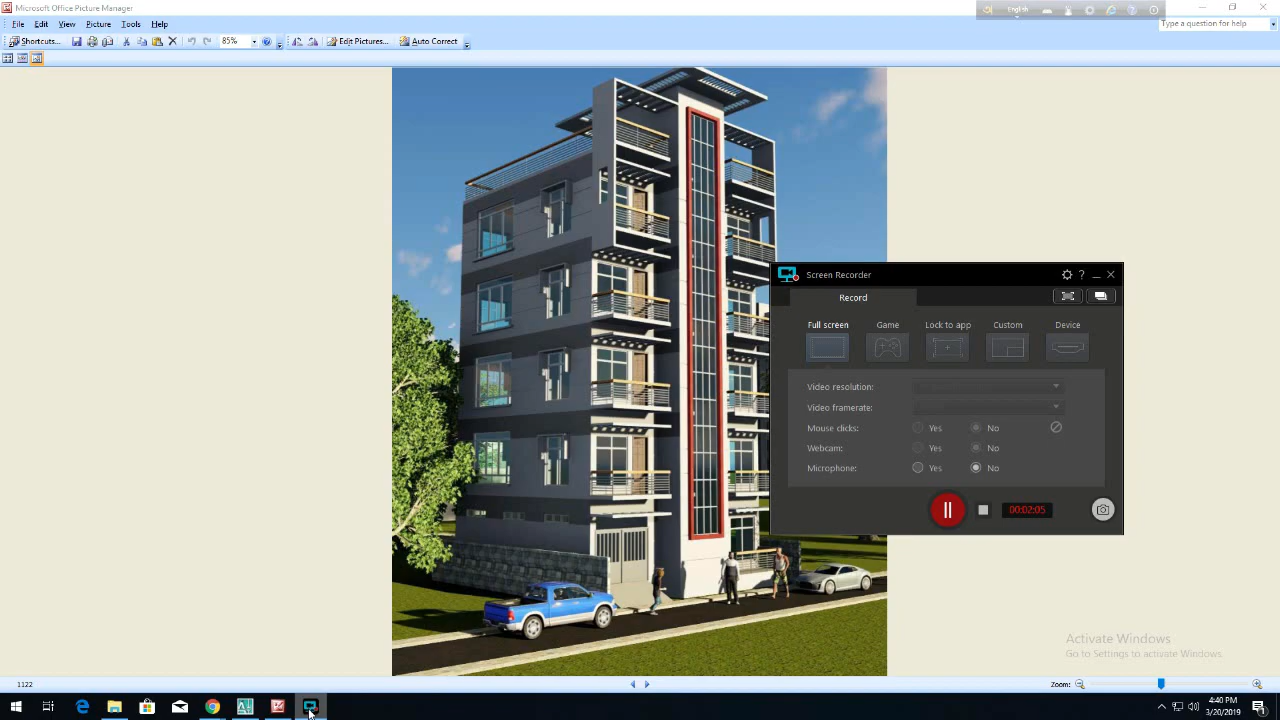 Microsoft Office Picture Manager
English
File Edit View Picture Tools Help
Type a question for help
Shortcuts... 85% Edit Pictures... Auto Correct
Screen Recorder
Record
Full screen Game Lock to app Custom Device
Video resolution:
Video framerate:
Mouse clicks: Yes No
Webcam: Yes No
Microphone: Yes No
00:02:05
Activate Windows
Go to Settings to activate Windows.
1122 Zoom:
4:40 PM
3/20/2019